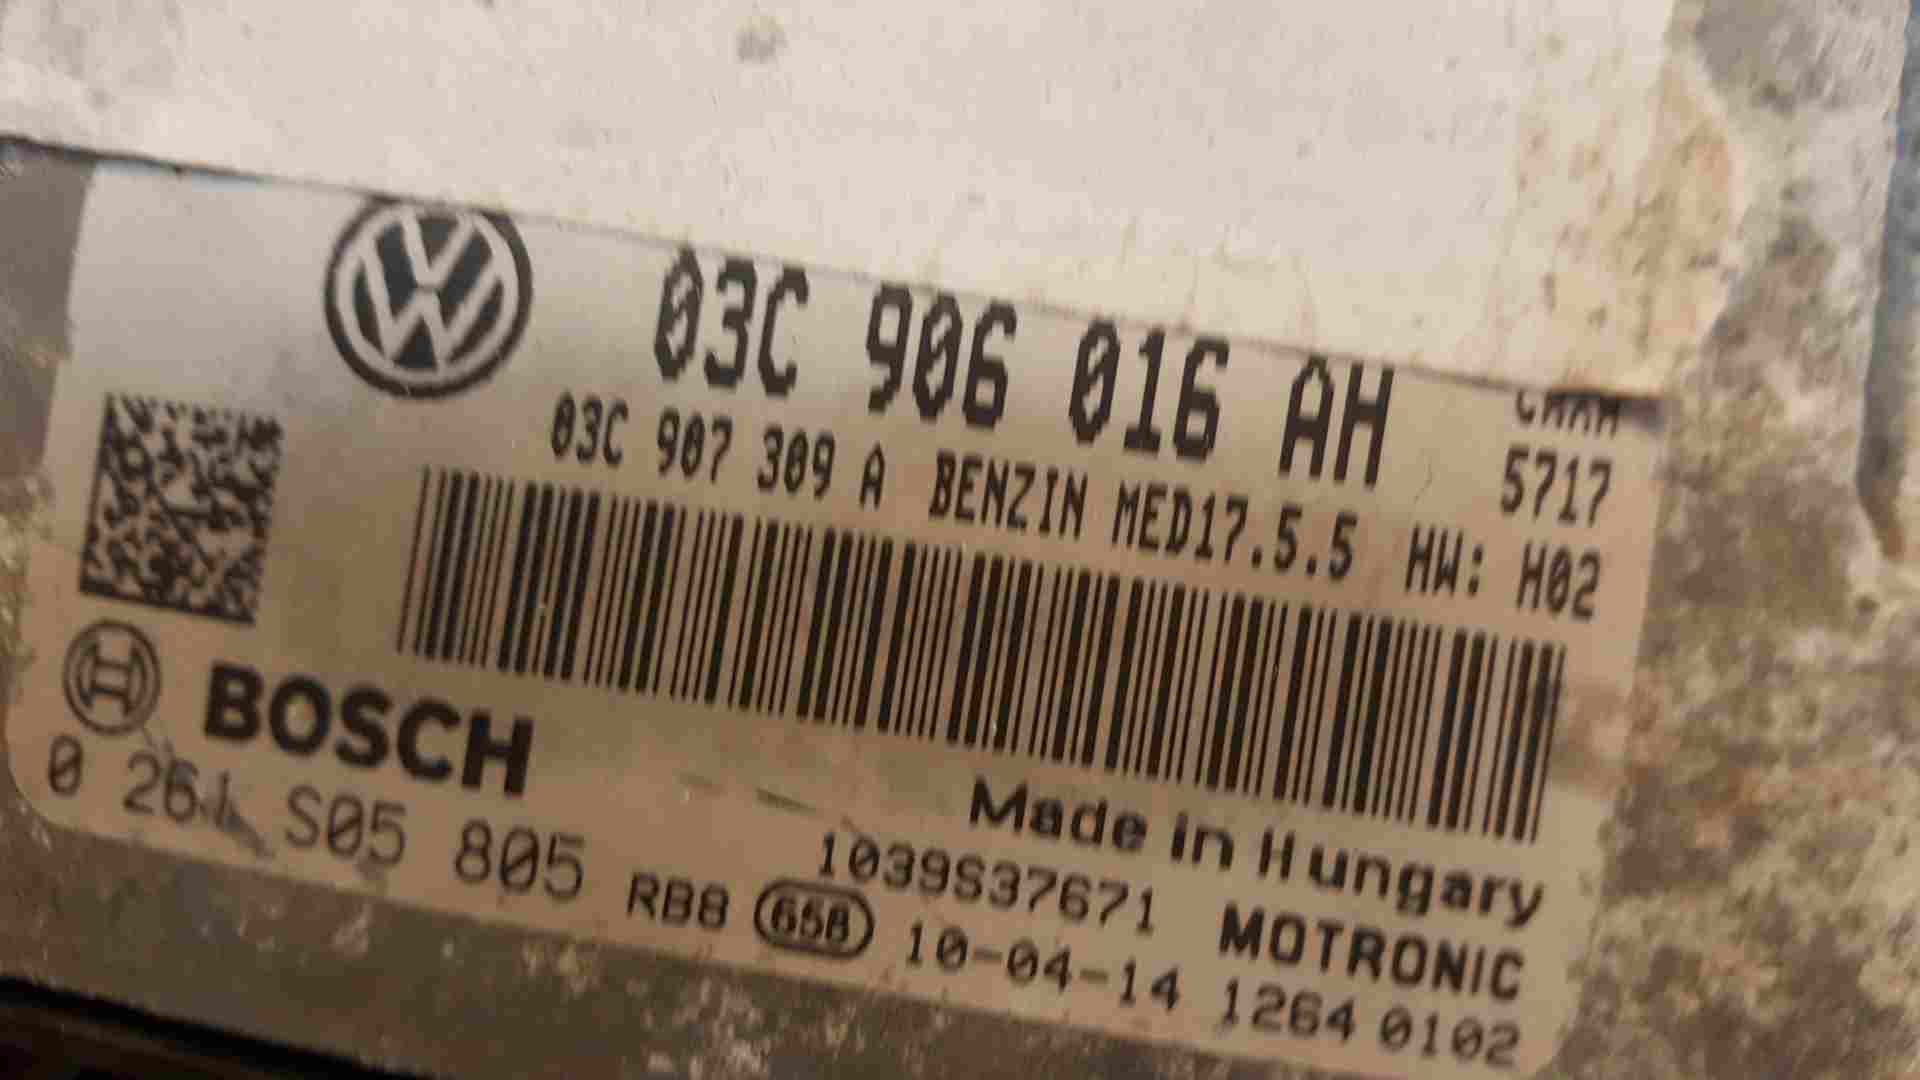 03C 906 016 AH
5717
03C 907 309 A BENZIN MED17.5.5 HW: H02
BOSCH
Made in Hungary
0 261 S05 805
1039S37671 MOTRONIC
RB8 658 10-04-14 1264 0102